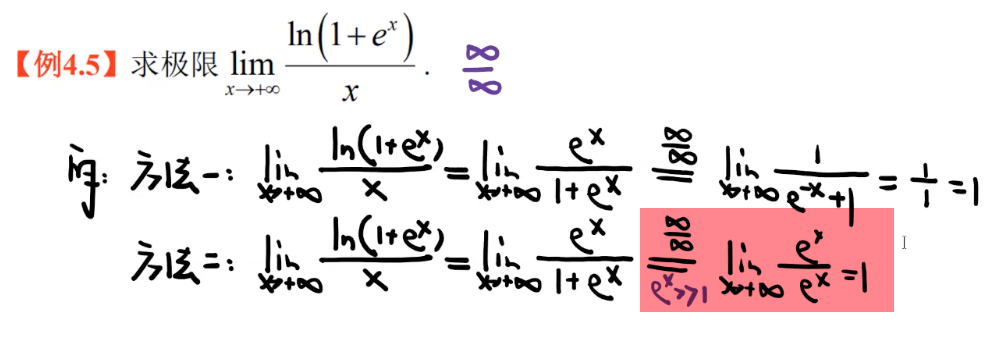 【例4.5】求极限 lim_{x→+∞} ln(1+e^x)/x . ∞/∞
解: 方法一: lim_{x→+∞} ln(1+e^x)/x = lim_{x→+∞} e^x/(1+e^x) =^{∞/∞} lim_{x→+∞} 1/(e^{-x}+1) = 1/1 = 1
方法二: lim_{x→+∞} ln(1+e^x)/x = lim_{x→+∞} e^x/(1+e^x) =^{∞/∞}_{e^x>>1} lim_{x→+∞} e^x/e^x = 1